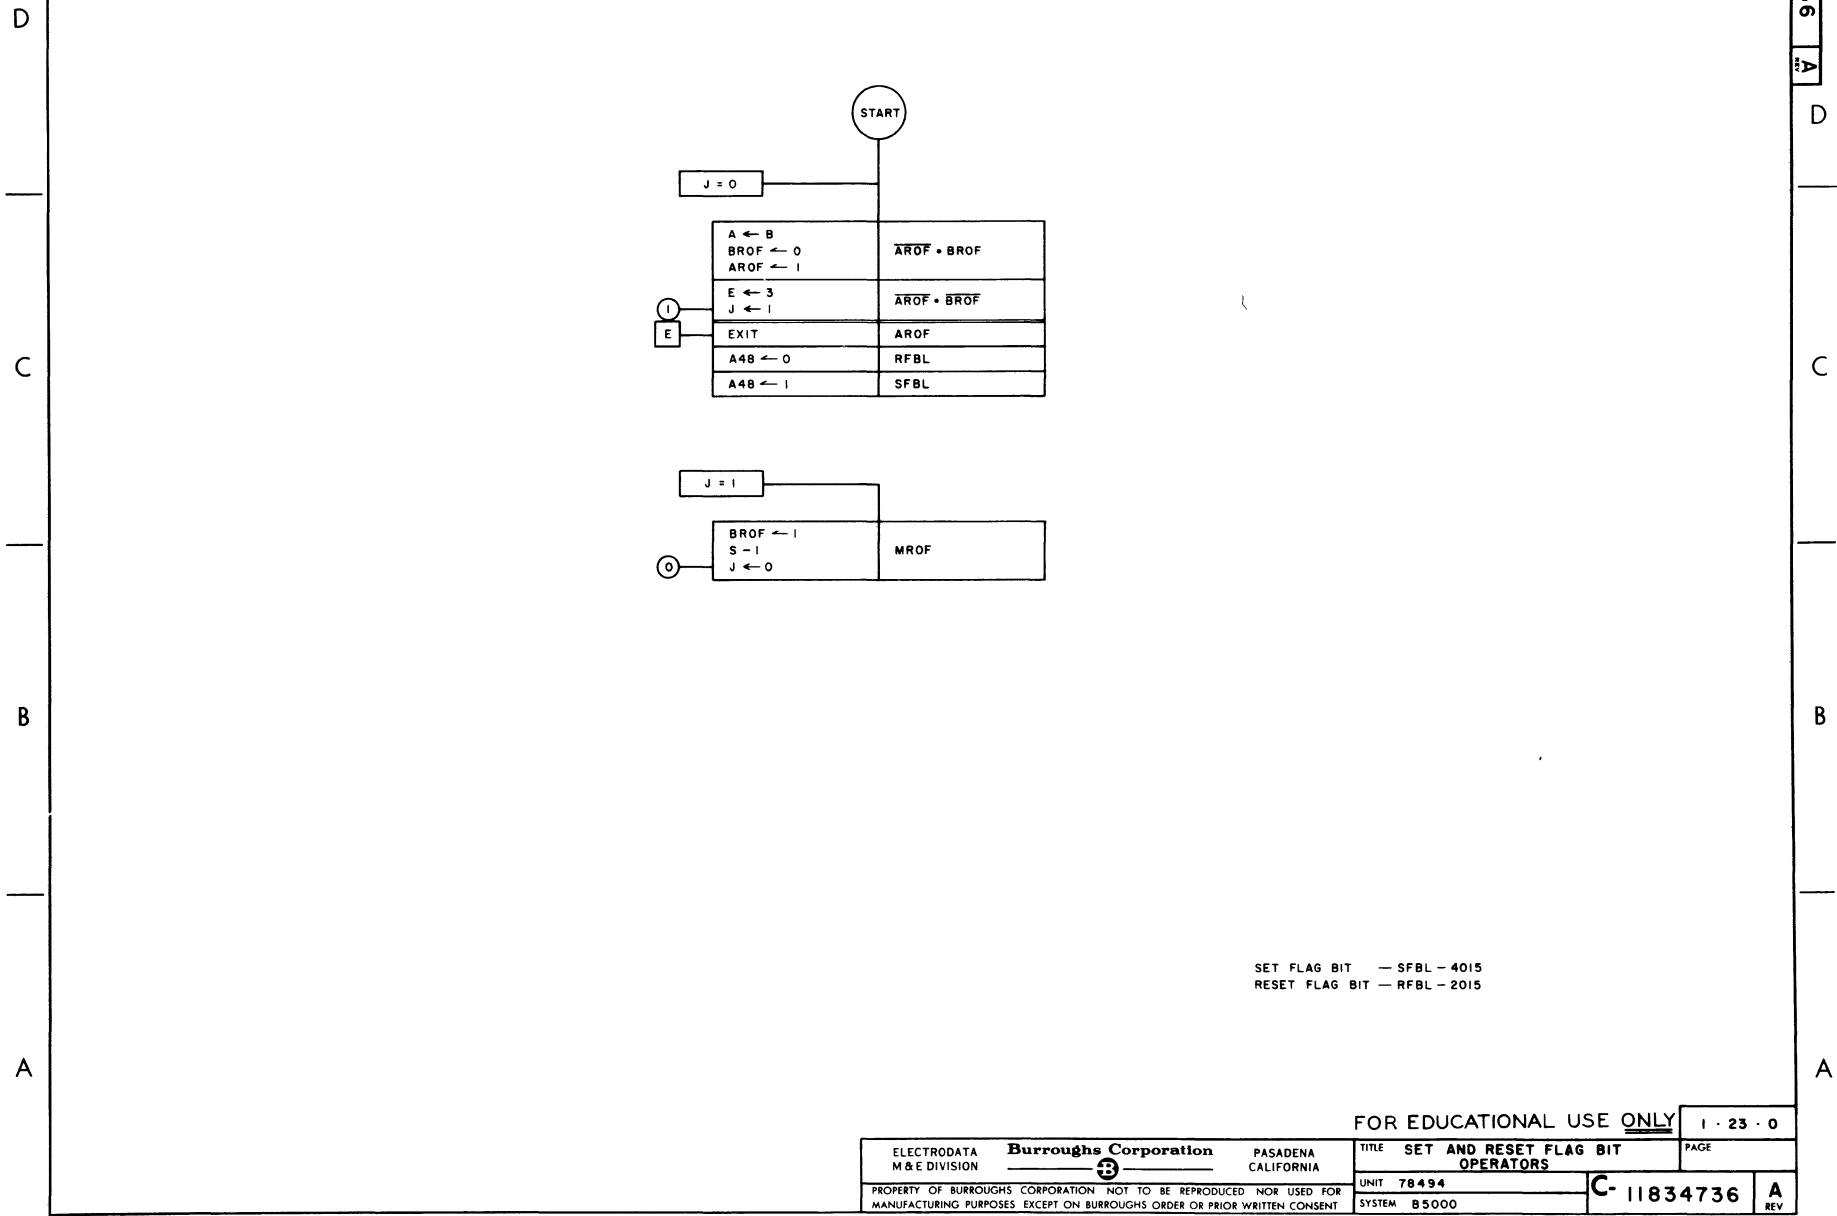 D
6
A
REV
D
START
J = 0
A ← B
BROF ← 0
AROF ← 1
A̅R̅O̅F̅ • BROF
E ← 3
J ← 1
A̅R̅O̅F̅ • B̅R̅O̅F̅
1
E
EXIT
AROF
A48 ← 0
RFBL
A48 ← 1
SFBL
C
C
J = 1
BROF ← 1
S - 1
J ← 0
MROF
0
B
B
SET FLAG BIT — SFBL - 4015
RESET FLAG BIT — RFBL - 2015
A
A
FOR EDUCATIONAL USE ONLY
1 · 23 · 0
ELECTRODATA
M & E DIVISION
Burroughs Corporation
B
PASADENA
CALIFORNIA
TITLE SET AND RESET FLAG BIT
OPERATORS
PAGE
PROPERTY OF BURROUGHS CORPORATION NOT TO BE REPRODUCED NOR USED FOR
MANUFACTURING PURPOSES EXCEPT ON BURROUGHS ORDER OR PRIOR WRITTEN CONSENT
UNIT 78494
SYSTEM B5000
C- 11834736
A
REV